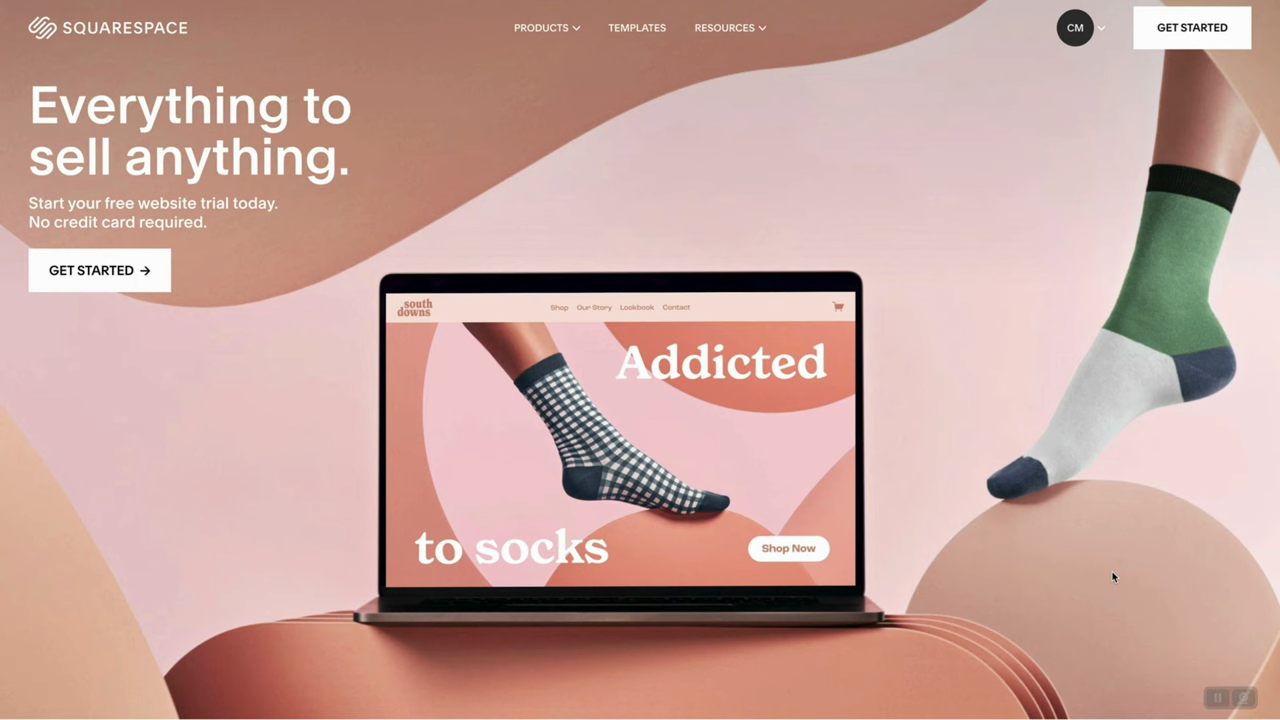 SQUARESPACE
PRODUCTS
TEMPLATES
RESOURCES
CM
GET STARTED
Everything to
sell anything.
Start your free website trial today.
No credit card required.
GET STARTED →
south
downs
Shop
Our Story
Lookbook
Contact
Addicted
to socks
Shop Now